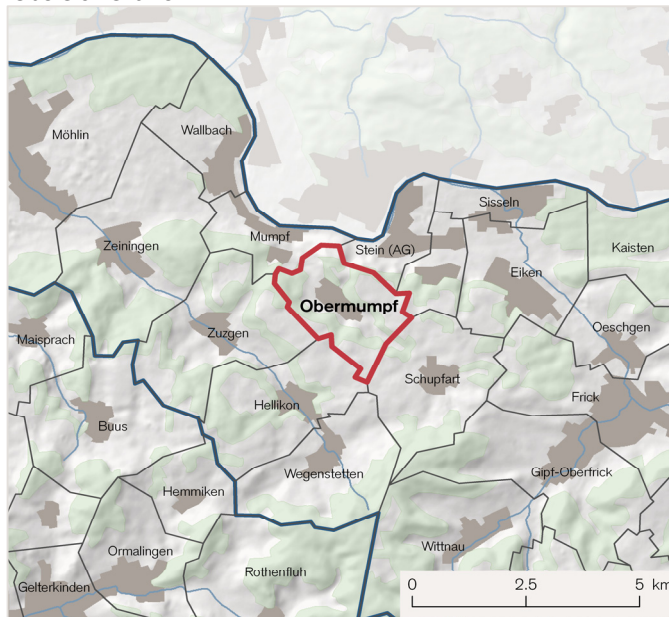 Möhlin
Wallbach
Sisseln
Mumpf
Stein (AG)
Zeiningen
Kaisten
Eiken
Obermumpf
Oeschgen
Zuzgen
Maisprach
Schupfart
Frick
Hellikon
Buus
Wegenstetten
Gipf-Oberfrick
Hemmiken
Wittnau
Ormalingen
Rothenfluh
Gelterkinden
0 2.5 5 km